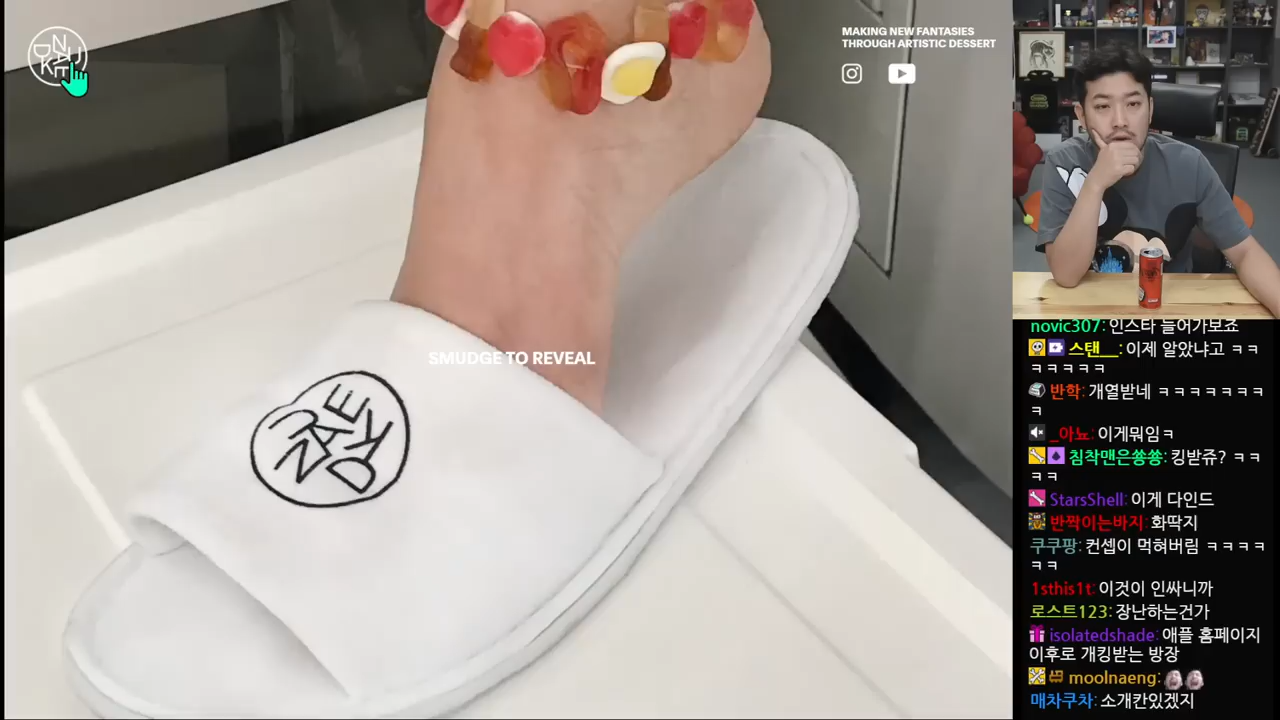 MAKING NEW FANTASIES
THROUGH ARTISTIC DESSERT
SMUDGE TO REVEAL
novic307: 인스타 들어가보죠
스탠__: 이제 알았냐고 ㅋㅋ
ㅋㅋㅋㅋㅋ
반학: 개열받네 ㅋㅋㅋㅋㅋㅋㅋ
ㅋ
_아뇨: 이게뭐임ㅋ
침착맨은쏭쏭: 킹받쥬? ㅋㅋ
ㅋㅋ
StarsShell: 이게 다인드
반짝이는바지: 화딱지
쿠쿠팡: 컨셉이 먹혀버림 ㅋㅋㅋㅋ
ㅋㅋ
1sthis1t: 이것이 인싸니까
로스트123: 장난하는건가
isolatedshade: 애플 홈페이지
이후로 개킹받는 방장
moolnaeng:
매차쿠차: 소개칸있겠지